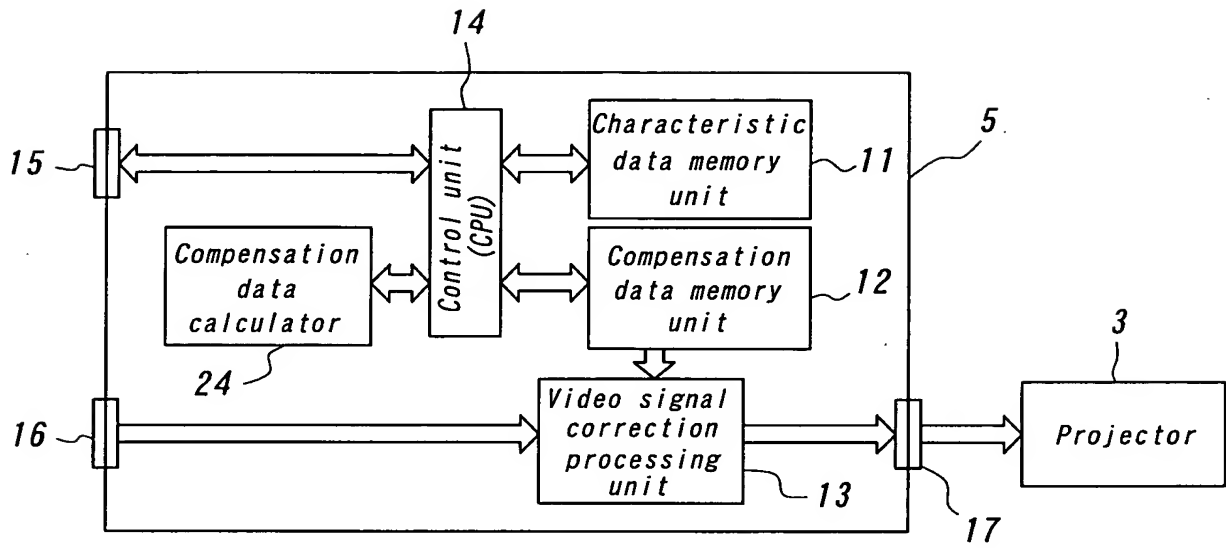 14
Characteristic
data memory
unit
5
15
11
Control unit
(CPU)
Compensation
data
calculator
Compensation
data memory
unit
12
24
3
16
Video signal
correction
processing
unit
Projector
13
17